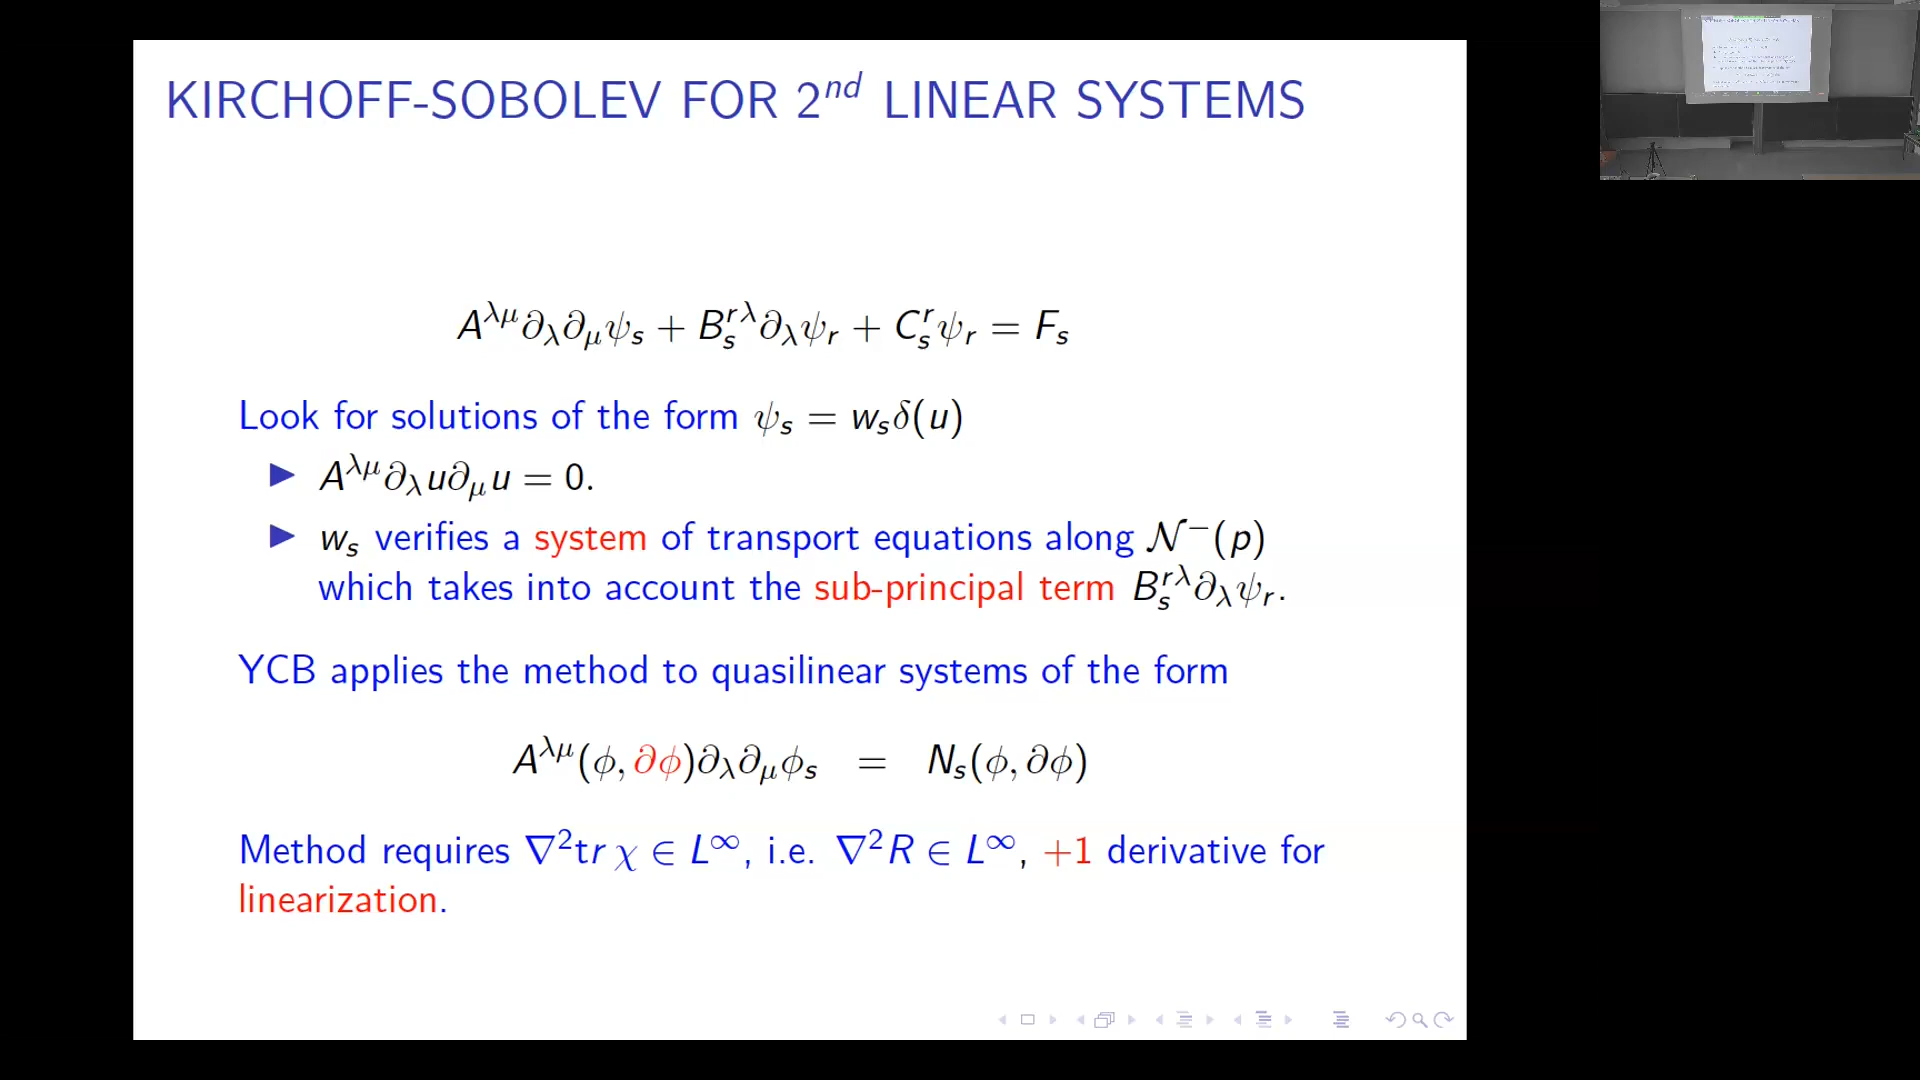 KIRCHOFF-SOBOLEV FOR 2ⁿᵈ LINEAR SYSTEMS
A^{λμ}∂_λ∂_μψ_s + B_s^{rλ}∂_λψ_r + C_s^rψ_r = F_s
Look for solutions of the form ψ_s = w_sδ(u)
▶ A^{λμ}∂_λu∂_μu = 0.
▶ w_s verifies a system of transport equations along 𝒩⁻(p)
which takes into account the sub-principal term B_s^{rλ}∂_λψ_r.
YCB applies the method to quasilinear systems of the form
A^{λμ}(ϕ, ∂ϕ)∂_λ∂_μϕ_s = N_s(ϕ, ∂ϕ)
Method requires ∇²tr χ ∈ L^∞, i.e. ∇²R ∈ L^∞, +1 derivative for
linearization.